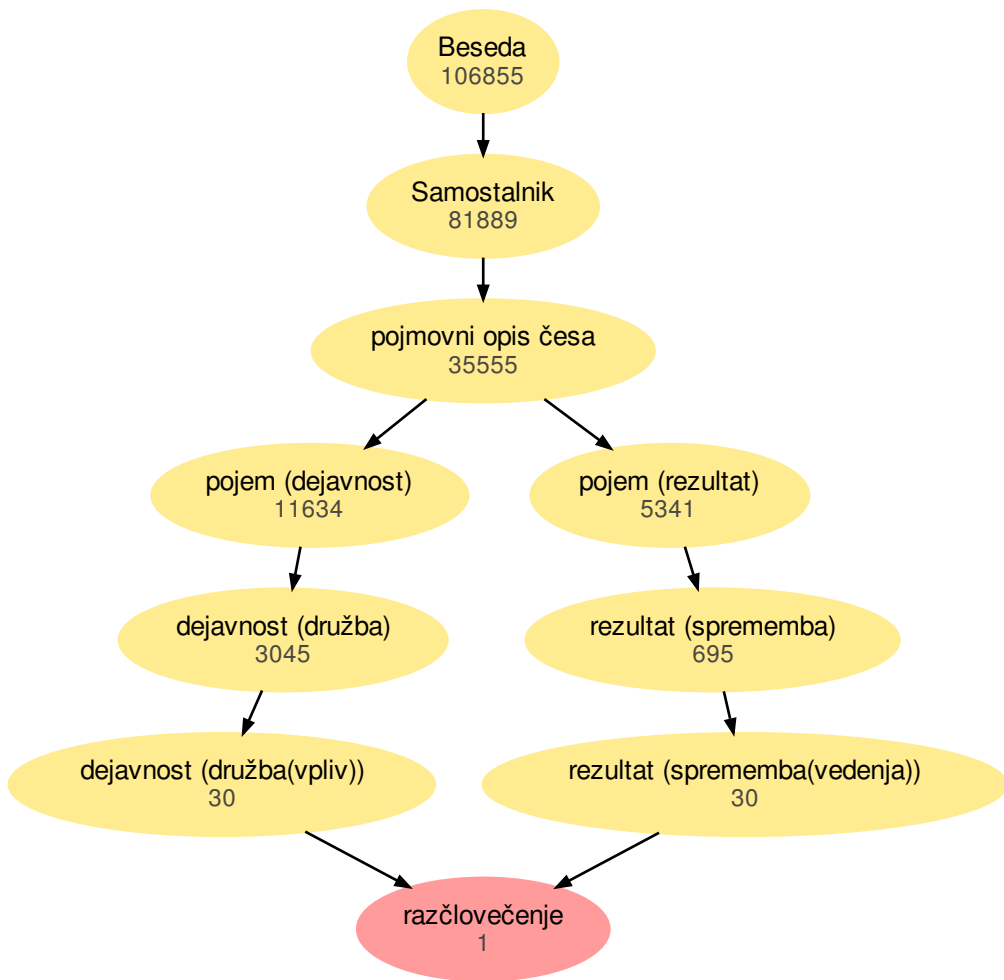 Beseda
106855
Samostalnik
81889
pojmovni opis česa
35555
pojem (dejavnost)
11634
pojem (rezultat)
5341
dejavnost (družba)
3045
rezultat (sprememba)
695
dejavnost (družba(vpliv))
30
rezultat (sprememba(vedenja))
30
razčlovečenje
1